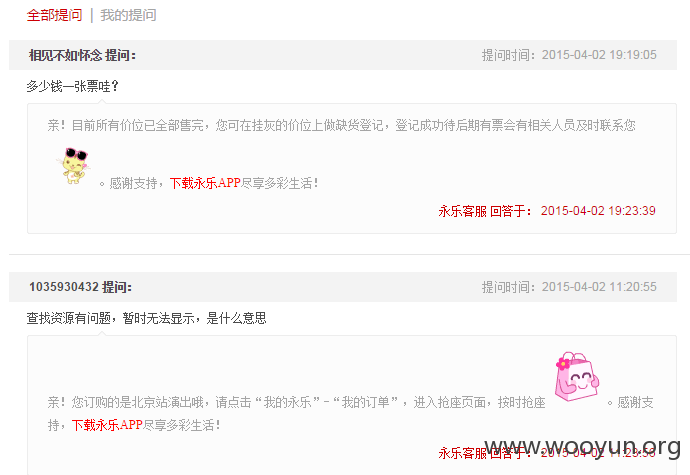 全部提问 | 我的提问
相见不如怀念 提问： 提问时间：2015-04-02 19:19:05
多少钱一张票哇？
亲！目前所有价位已全部售完，您可在挂灰的价位上做缺货登记，登记成功待后期有票会有相关人员及时联系您
。感谢支持，下载永乐APP尽享多彩生活！
永乐客服 回答于： 2015-04-02 19:23:39
1035930432 提问： 提问时间：2015-04-02 11:20:55
查找资源有问题，暂时无法显示，是什么意思
亲！您订购的是北京站演出哦，请点击“我的永乐”-“我的订单”，进入抢座页面，按时抢座 。感谢支
持，下载永乐APP尽享多彩生活！
永乐客服 回答于： 2015-04-02
www.wooyun.org